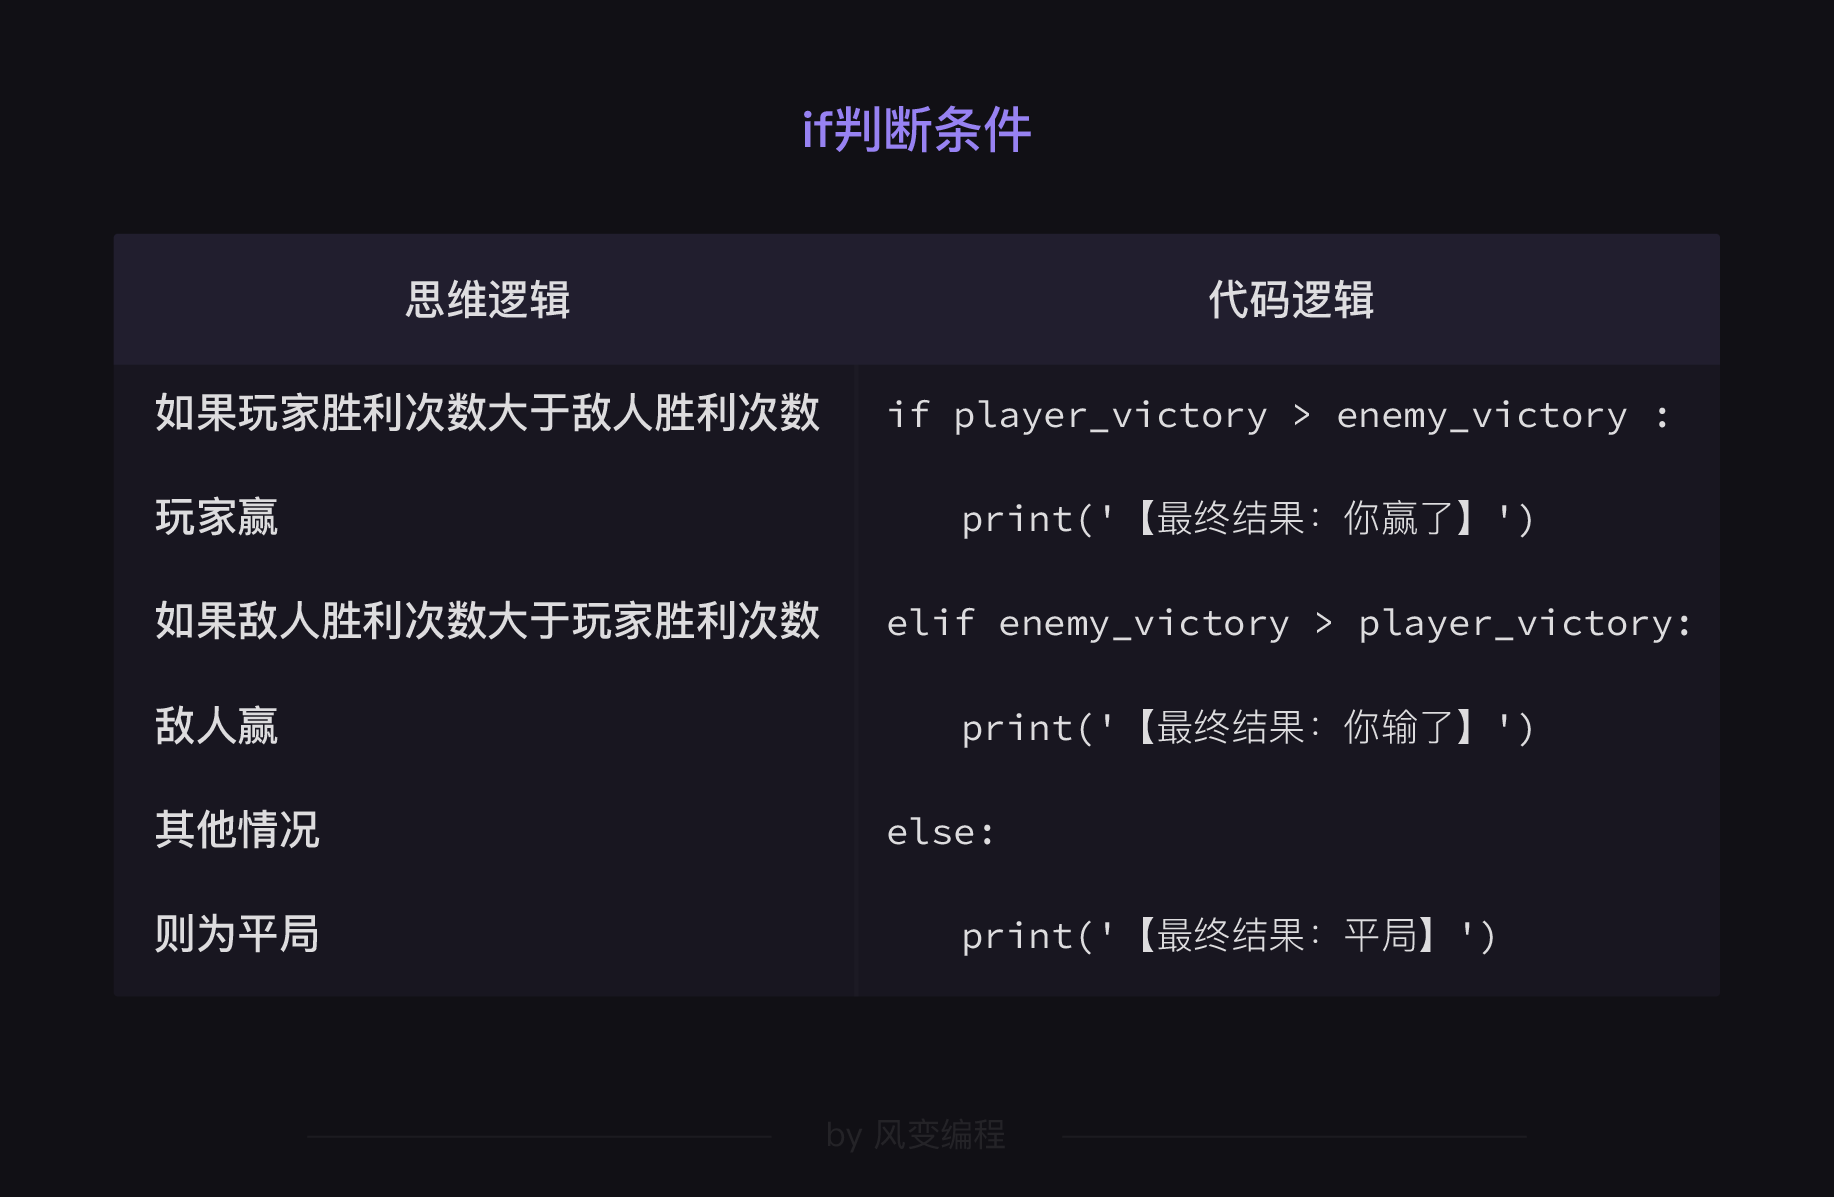 if判断条件
思维逻辑
代码逻辑
如果玩家胜利次数大于敌人胜利次数
if player_victory > enemy_victory :
玩家赢
print('【最终结果：你赢了】')
如果敌人胜利次数大于玩家胜利次数
elif enemy_victory > player_victory:
敌人赢
print('【最终结果：你输了】')
其他情况
else:
则为平局
print('【最终结果：平局】')
by 风变编程